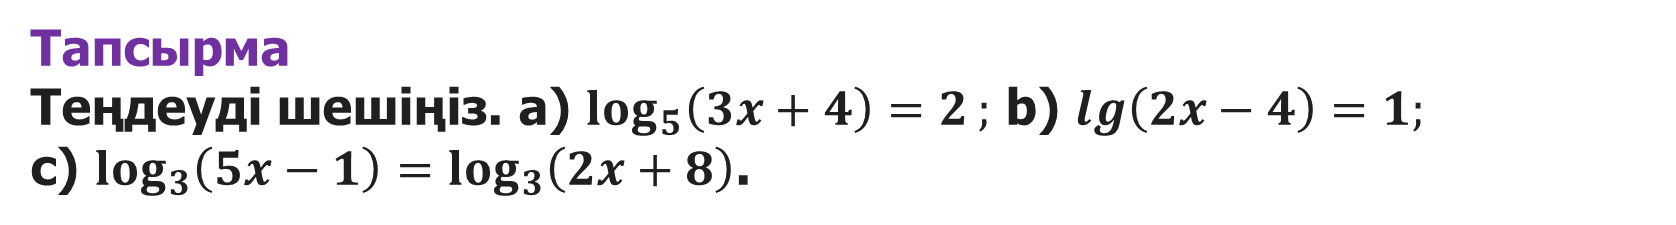 Тапсырма
Теңдеуді шешіңіз. a) log₅(3x + 4) = 2 ; b) lg(2x − 4) = 1;
c) log₃(5x − 1) = log₃(2x + 8).